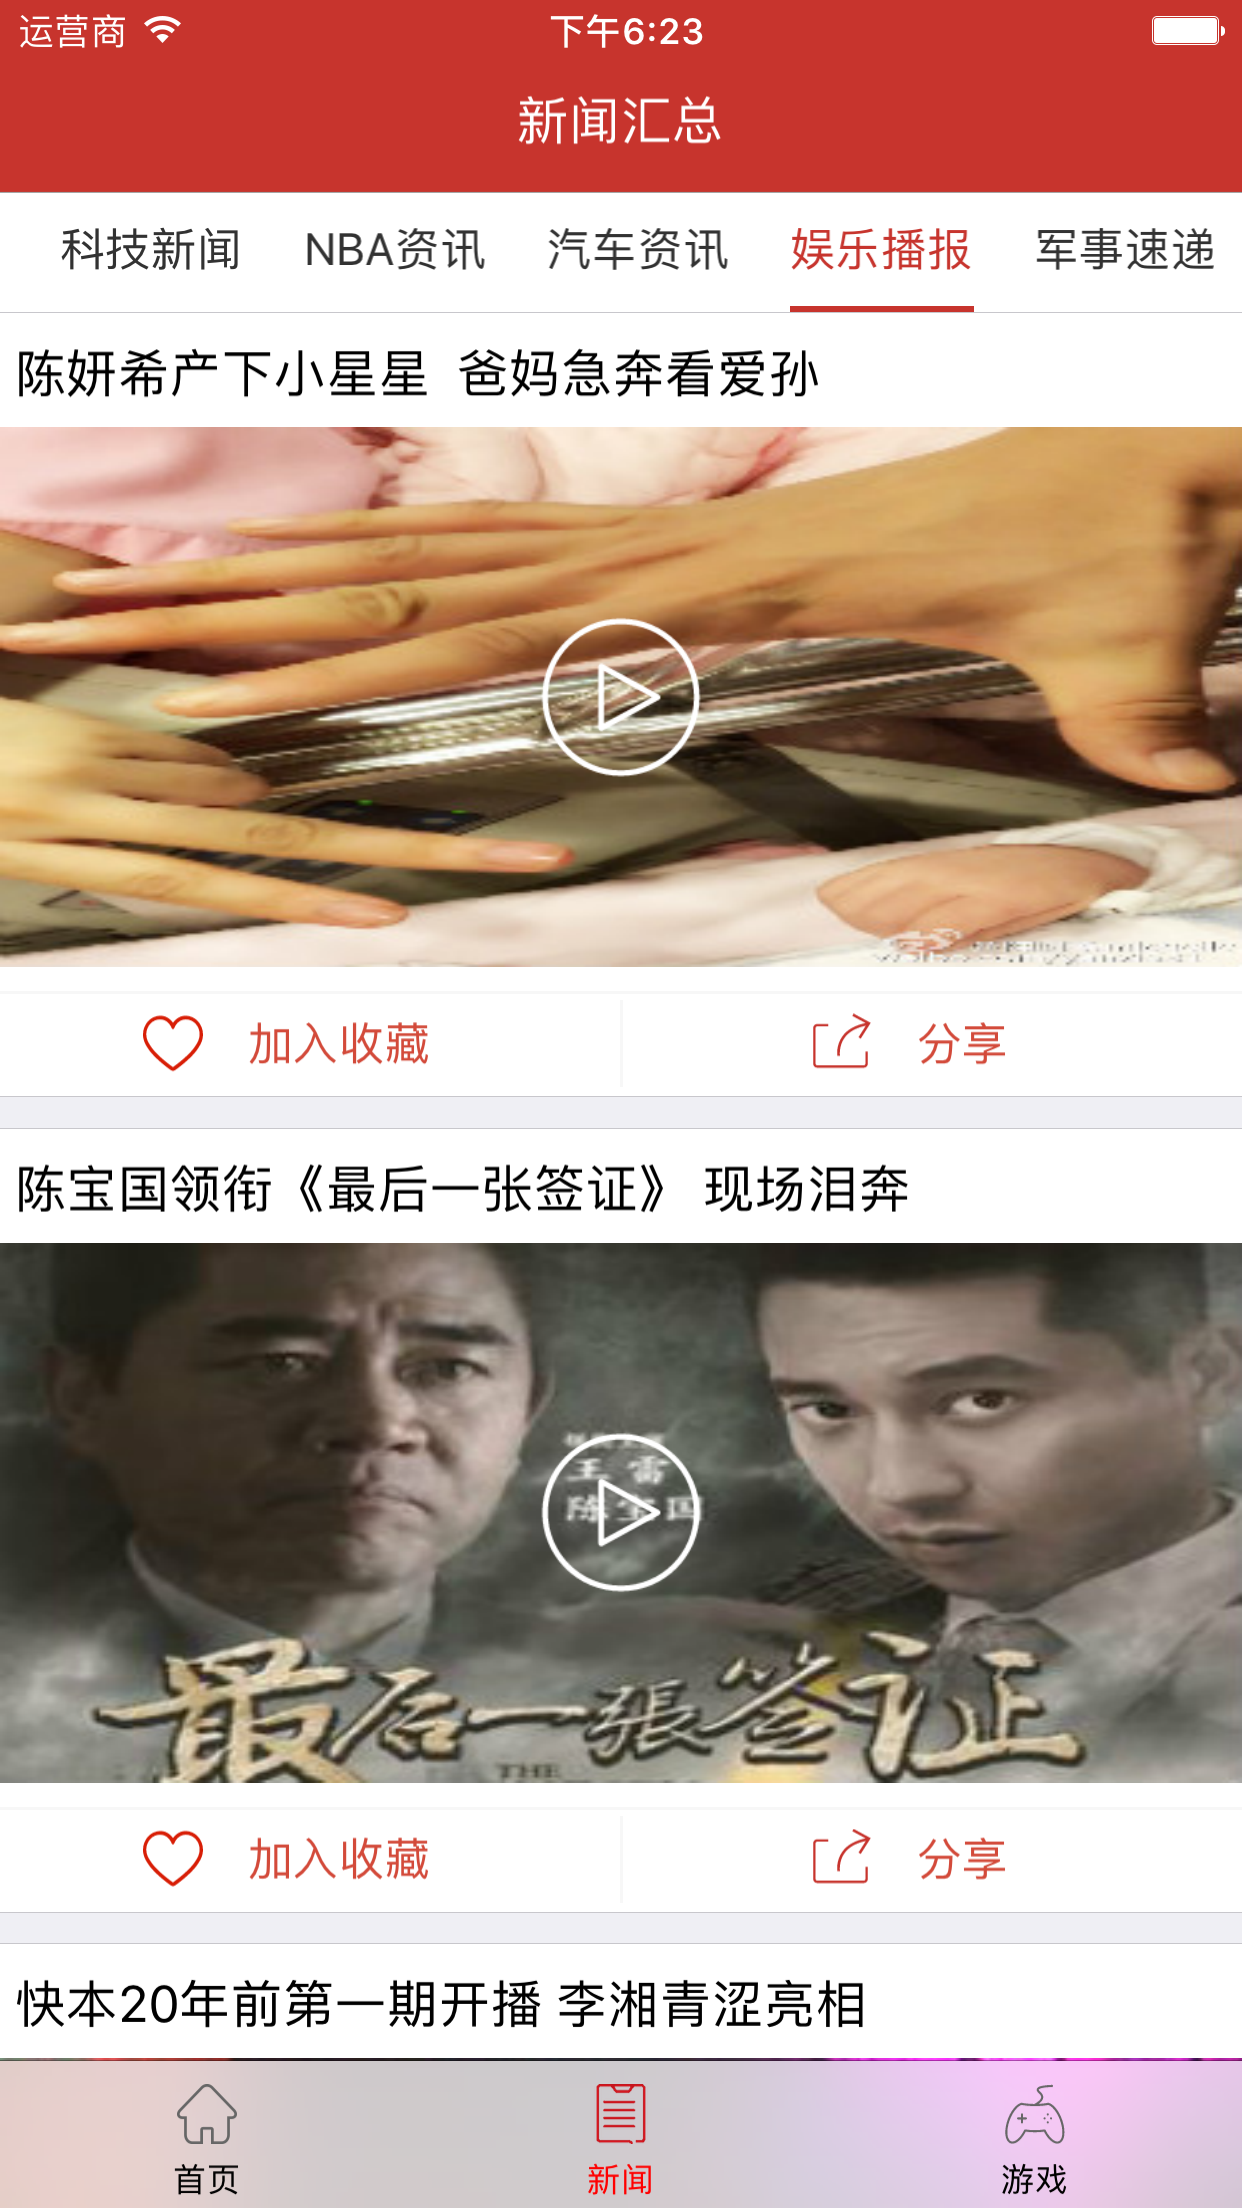 运营商
下午6:23
新闻汇总
科技新闻 NBA资讯 汽车资讯 娱乐播报 军事速递
陈妍希产下小星星 爸妈急奔看爱孙
加入收藏 分享
陈宝国领衔《最后一张签证》 现场泪奔
王雷
陈宝国
最后一張签证
THE
加入收藏 分享
快本20年前第一期开播 李湘青涩亮相
首页 新闻 游戏